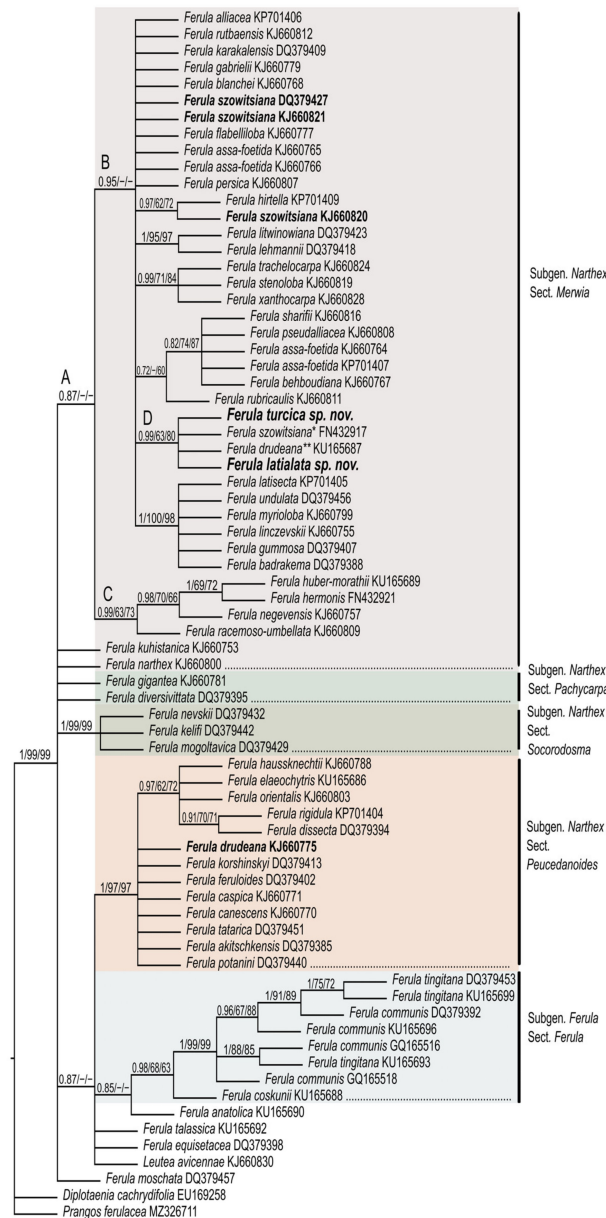 Ferula alliacea KP701406
Ferula rutbaensis KJ660812
Ferula karakalensis DQ379409
Ferula gabrielii KJ660779
Ferula blanchei KJ660768
Ferula szowitsiana DQ379427
Ferula szowitsiana KJ660821
Ferula flabelliloba KJ660777
B
Ferula assa-foetida KJ660765
0.95/–/–
Ferula assa-foetida KJ660766
Ferula persica KJ660807
0.97/62/72
Ferula hirtella KP701409
Ferula szowitsiana KJ660820
1/95/97
Ferula litwinowiana DQ379423
Ferula lehmannii DQ379418
0.99/71/84
Ferula trachelocarpa KJ660824
Ferula stenoloba KJ660819
Ferula xanthocarpa KJ660828
Subgen. Narthex
Sect. Merwia
Ferula sharifii KJ660816
0.82/74/87
Ferula pseudalliacea KJ660808
Ferula assa-foetida KJ660764
Ferula assa-foetida KP701407
A
0.72/–/60
Ferula behboudiana KJ660767
0.87/–/–
Ferula rubricaulis KJ660811
D
Ferula turcica sp. nov.
0.99/63/80
Ferula szowitsiana* FN432917
Ferula drudeana** KU165687
Ferula latialata sp. nov.
Ferula latisecta KP701405
Ferula undulata DQ379456
1/100/98
Ferula myrioloba KJ660799
Ferula linczevskii KJ660755
Ferula gummosa DQ379407
Ferula badrakema DQ379388
C
1/69/72
Ferula huber-morathii KU165689
0.98/70/66
Ferula hermonis FN432921
0.99/63/73
Ferula negevensis KJ660757
Ferula racemoso-umbellata KJ660809
Ferula kuhistanica KJ660753
Ferula narthex KJ660800
Ferula gigantea KJ660781
Ferula diversivittata DQ379395
Subgen. Narthex
Sect. Pachycarpa
1/99/99
Ferula nevskii DQ379432
Ferula kelifi DQ379442
Ferula mogoltavica DQ379429
Subgen. Narthex
Sect.
Socorodosma
1/99/99
Ferula haussknechtii KJ660788
0.97/62/72
Ferula elaeochytris KU165686
Ferula orientalis KJ660803
0.91/70/71
Ferula rigidula KP701404
Ferula dissecta DQ379394
Ferula drudeana KJ660775
Ferula korshinskyi DQ379413
1/97/97
Ferula feruloides DQ379402
Ferula caspica KJ660771
Ferula canescens KJ660770
Ferula tatarica DQ379451
Ferula akitschkensis DQ379385
Ferula potanini DQ379440
Subgen. Narthex
Sect.
Peucedanoides
1/75/72
Ferula tingitana DQ379453
1/91/89
Ferula tingitana KU165699
0.96/67/88
Ferula communis DQ379392
Ferula communis KU165696
1/99/99
Ferula communis GQ165516
1/88/85
Ferula tingitana KU165693
0.98/68/63
Ferula communis GQ165518
0.87/–/–
0.85/–/–
Ferula coskunii KU165688
Subgen. Ferula
Sect. Ferula
Ferula anatolica KU165690
Ferula talassica KU165692
Ferula equisetacea DQ379398
Leutea avicennae KJ660830
Ferula moschata DQ379457
Diplotaenia cachrydifolia EU169258
Prangos ferulacea MZ326711